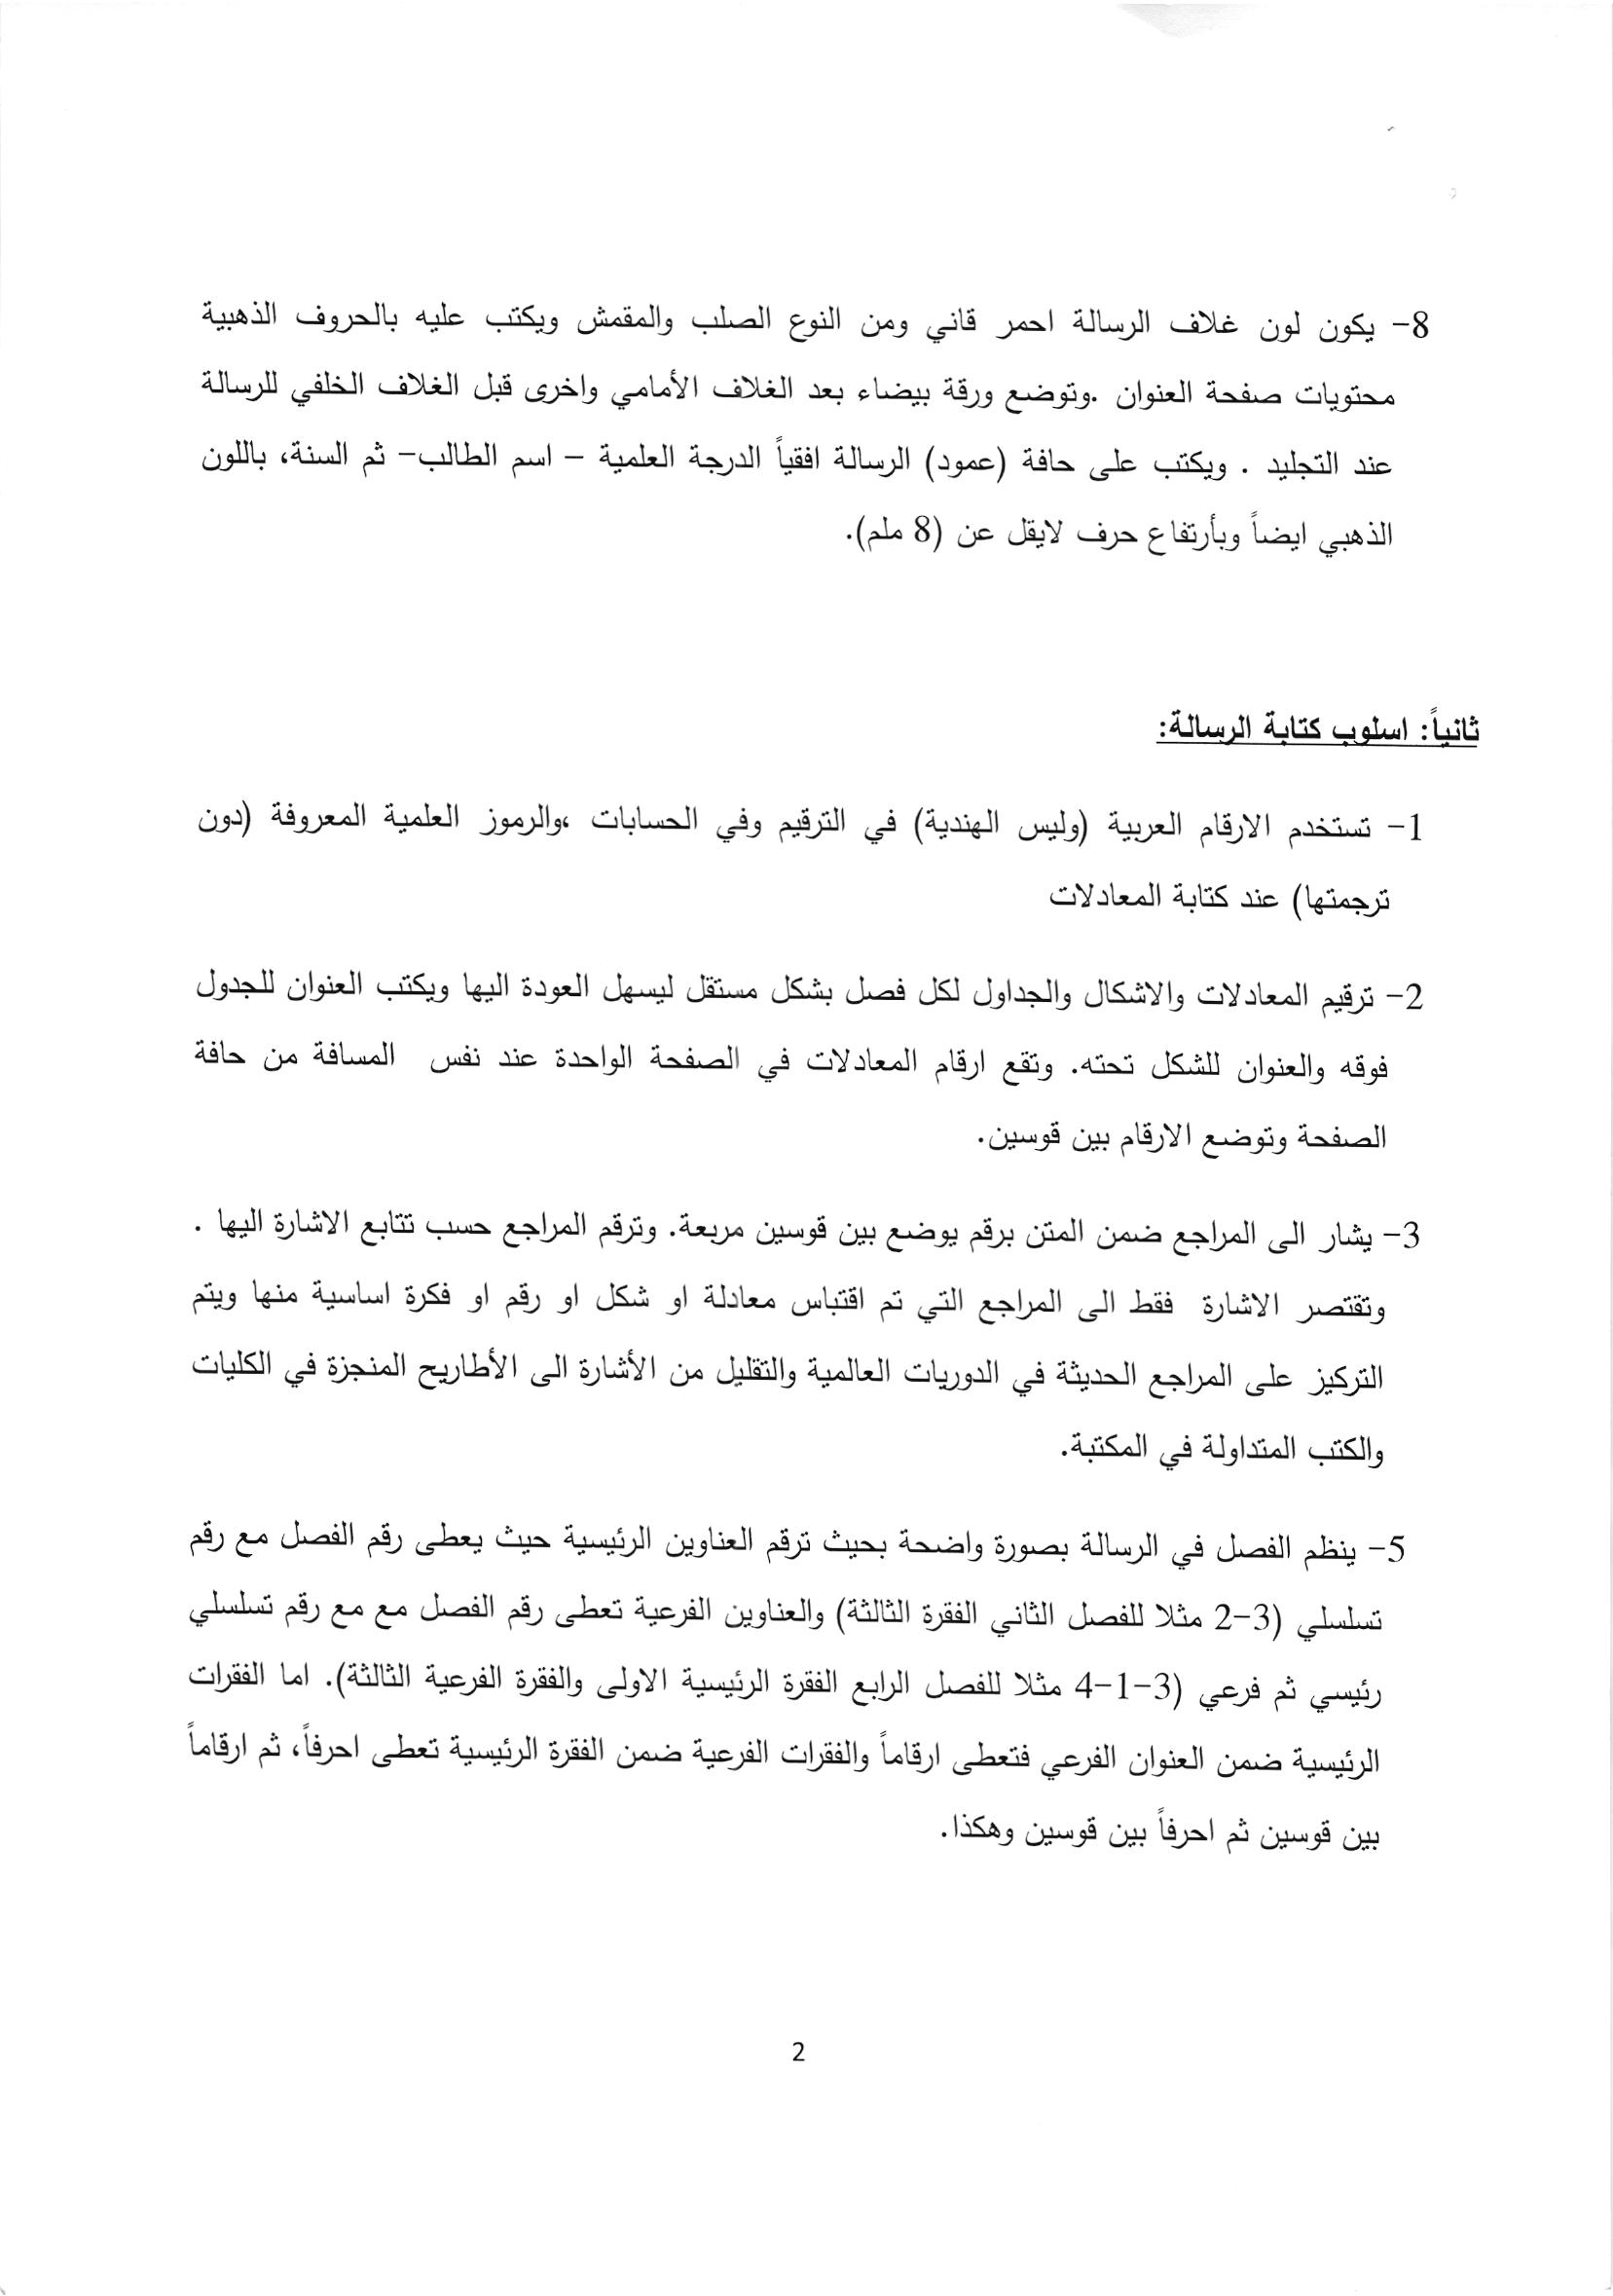 8- يكون لون غلاف الرسالة احمر قاني ومن النوع الصلب والمقمش ويكتب عليه بالحروف الذهبية
محتويات صفحة العنوان .وتوضع ورقة بيضاء بعد الغلاف الأمامي واخرى قبل الغلاف الخلفي للرسالة
عند التجليد . ويكتب على حافة (عمود) الرسالة افقياً الدرجة العلمية – اسم الطالب- ثم السنة، باللون
الذهبي ايضاً وبأرتفاع حرف لايقل عن (8 ملم).
ثانياً: اسلوب كتابة الرسالة:
1- تستخدم الارقام العربية (وليس الهندية) في الترقيم وفي الحسابات ،والرموز العلمية المعروفة (دون
ترجمتها) عند كتابة المعادلات
2- ترقيم المعادلات والاشكال والجداول لكل فصل بشكل مستقل ليسهل العودة اليها ويكتب العنوان للجدول
فوقه والعنوان للشكل تحته. وتقع ارقام المعادلات في الصفحة الواحدة عند نفس المسافة من حافة
الصفحة وتوضع الارقام بين قوسين.
3- يشار الى المراجع ضمن المتن برقم يوضع بين قوسين مربعة. وترقم المراجع حسب تتابع الاشارة اليها .
وتقتصر الاشارة فقط الى المراجع التي تم اقتباس معادلة او شكل او رقم او فكرة اساسية منها ويتم
التركيز على المراجع الحديثة في الدوريات العالمية والتقليل من الأشارة الى الأطاريح المنجزة في الكليات
والكتب المتداولة في المكتبة.
5- ينظم الفصل في الرسالة بصورة واضحة بحيث ترقم العناوين الرئيسية حيث يعطى رقم الفصل مع رقم
تسلسلي (3-2 مثلا للفصل الثاني الفقرة الثالثة) والعناوين الفرعية تعطى رقم الفصل مع مع رقم تسلسلي
رئيسي ثم فرعي (3-1-4 مثلا للفصل الرابع الفقرة الرئيسية الاولى والفقرة الفرعية الثالثة). اما الفقرات
الرئيسية ضمن العنوان الفرعي فتعطى ارقاماً والفقرات الفرعية ضمن الفقرة الرئيسية تعطى احرفاً، ثم ارقاماً
بين قوسين ثم احرفاً بين قوسين وهكذا.
2